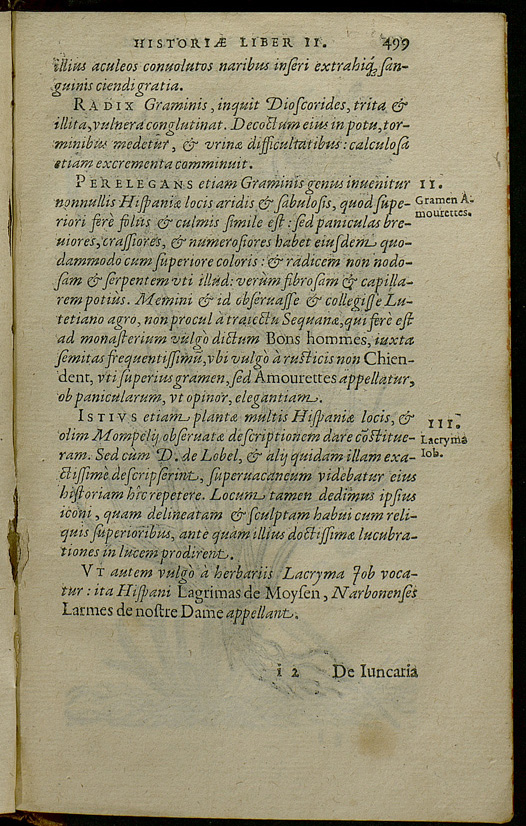 HISTORIÆ LIBER II. 499
illius aculeos conuolutos naribus inſeri extrahiq́; ſan-
guinis ciendi gratia.
RADIX Graminis, inquit Dioſcorides, trita &
illita, vulnera conglutinat. Decoctum eius in potu, tor-
minibus medetur, & vrinæ difficultatibus: calculoſa
etiam excrementa comminuit.
PERELEGANS etiam Graminis genus inuenitur
II.
nonnullis Hiſpaniæ locis aridis & ſabuloſis, quod ſupe-
Gramen A-
mourettes.
riori ferè foliis & culmis ſimile eſt: ſed paniculas bre-
uiores, craſſiores, & numeroſiores habet eiuſdem quo-
dammodo cum ſuperiore coloris: & radicem non nodo-
ſam & ſerpentem vti illud: verùm fibroſam & capilla-
rem potius. Memini & id obſeruaſſe & collegiſſe Lu-
tetiano agro, non procul à traiectu Sequanæ, qui ferè eſt
ad monaſterium vulgò dictum Bons hommes, iuxta
ſemitas frequentiſſimũ, vbi vulgò à ruſticis non Chien-
dent, vti ſuperius gramen, ſed Amourettes appellatur,
ob panicularum, vt opinor, elegantiam.
ISTIVS etiam plantæ multis Hiſpaniæ locis, &
III.
olim Mompelij obſeruatæ deſcriptionem dare cõſtitue-
Lacryma
Iob.
ram. Sed cùm D. de Lobel, & alij quidam illam exa-
ctiſſimè deſcripſerint, ſuperuacaneum videbatur eius
hiſtoriam hîc repetere. Locum tamen dedimus ipſius
iconi, quam delineatam & ſculptam habui cum reli-
quis ſuperioribus, ante quam illius doctiſſimæ lucubra-
tiones in lucem prodirent.
VT autem vulgò à herbariis Lacryma Job voca-
tur: ita Hiſpani Lagrimas de Moyſen, Narbonenſes
Larmes de noſtre Dame appellant.
i 2 De Iuncaria